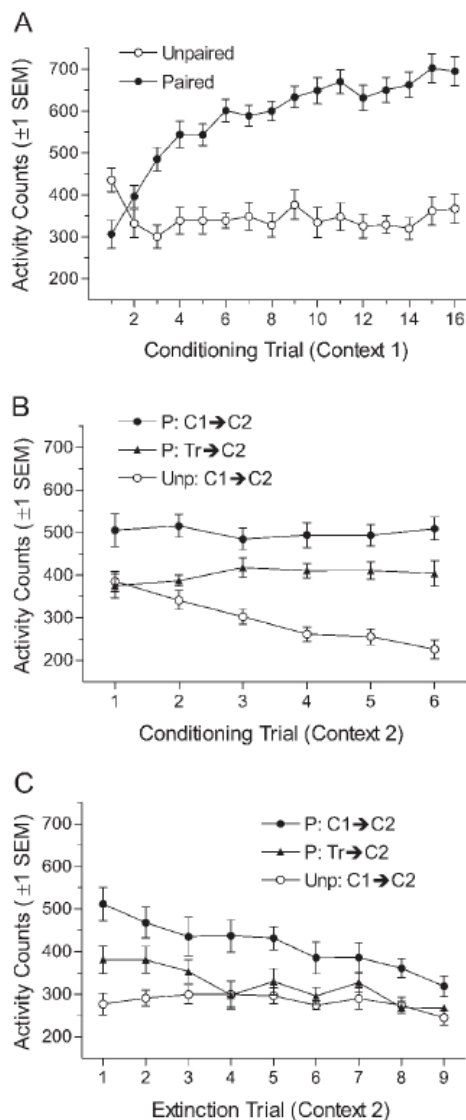 A
Unpaired
Paired
Activity Counts (±1 SEM)
700
600
500
400
300
2 4 6 8 10 12 14 16
Conditioning Trial (Context 1)
B
P: C1➔C2
P: Tr➔C2
Unp: C1➔C2
Activity Counts (±1 SEM)
700
600
500
400
300
200
1 2 3 4 5 6
Conditioning Trial (Context 2)
C
P: C1➔C2
P: Tr➔C2
Unp: C1➔C2
Activity Counts (±1 SEM)
700
600
500
400
300
200
1 2 3 4 5 6 7 8 9
Extinction Trial (Context 2)